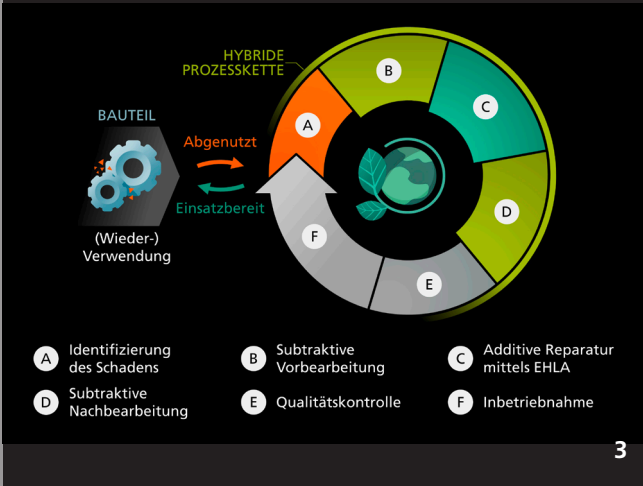 HYBRIDE
PROZESSKETTE
B
C
BAUTEIL
A
Abgenutzt
Einsatzbereit
D
(Wieder-)
Verwendung
F
E
A Identifizierung
des Schadens
B Subtraktive
Vorbearbeitung
C Additive Reparatur
mittels EHLA
D Subtraktive
Nachbearbeitung
E Qualitätskontrolle
F Inbetriebnahme
3